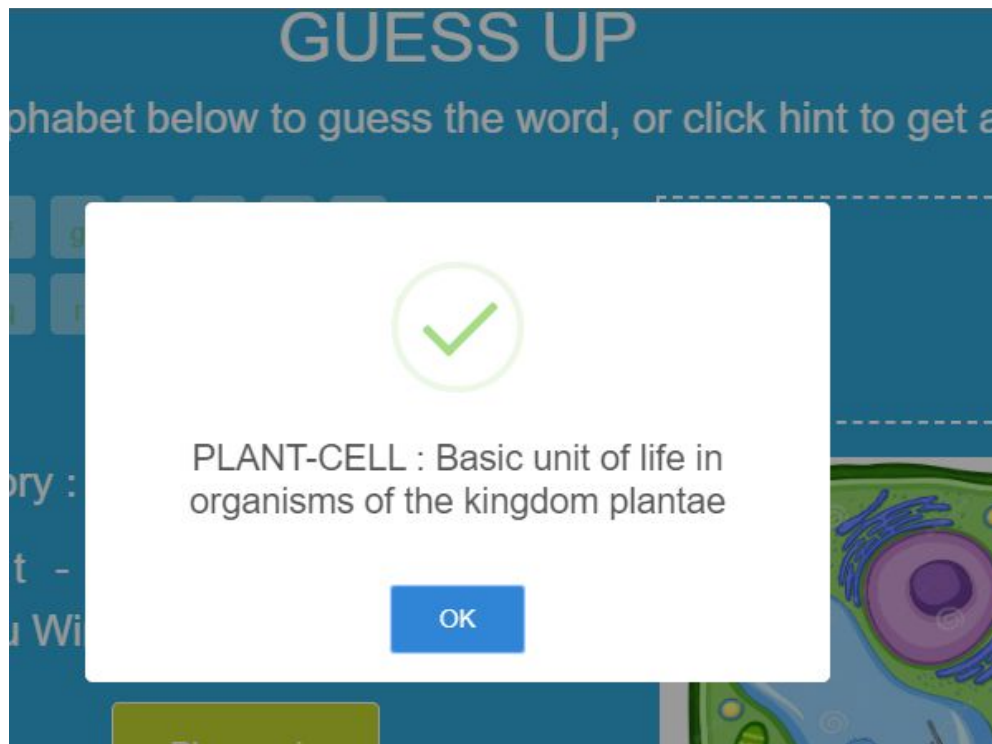 GUESS UP
phabet below to guess the word, or click hint to get a
g
PLANT-CELL : Basic unit of life in
organisms of the kingdom plantae
ory :
t -
u Wi
OK